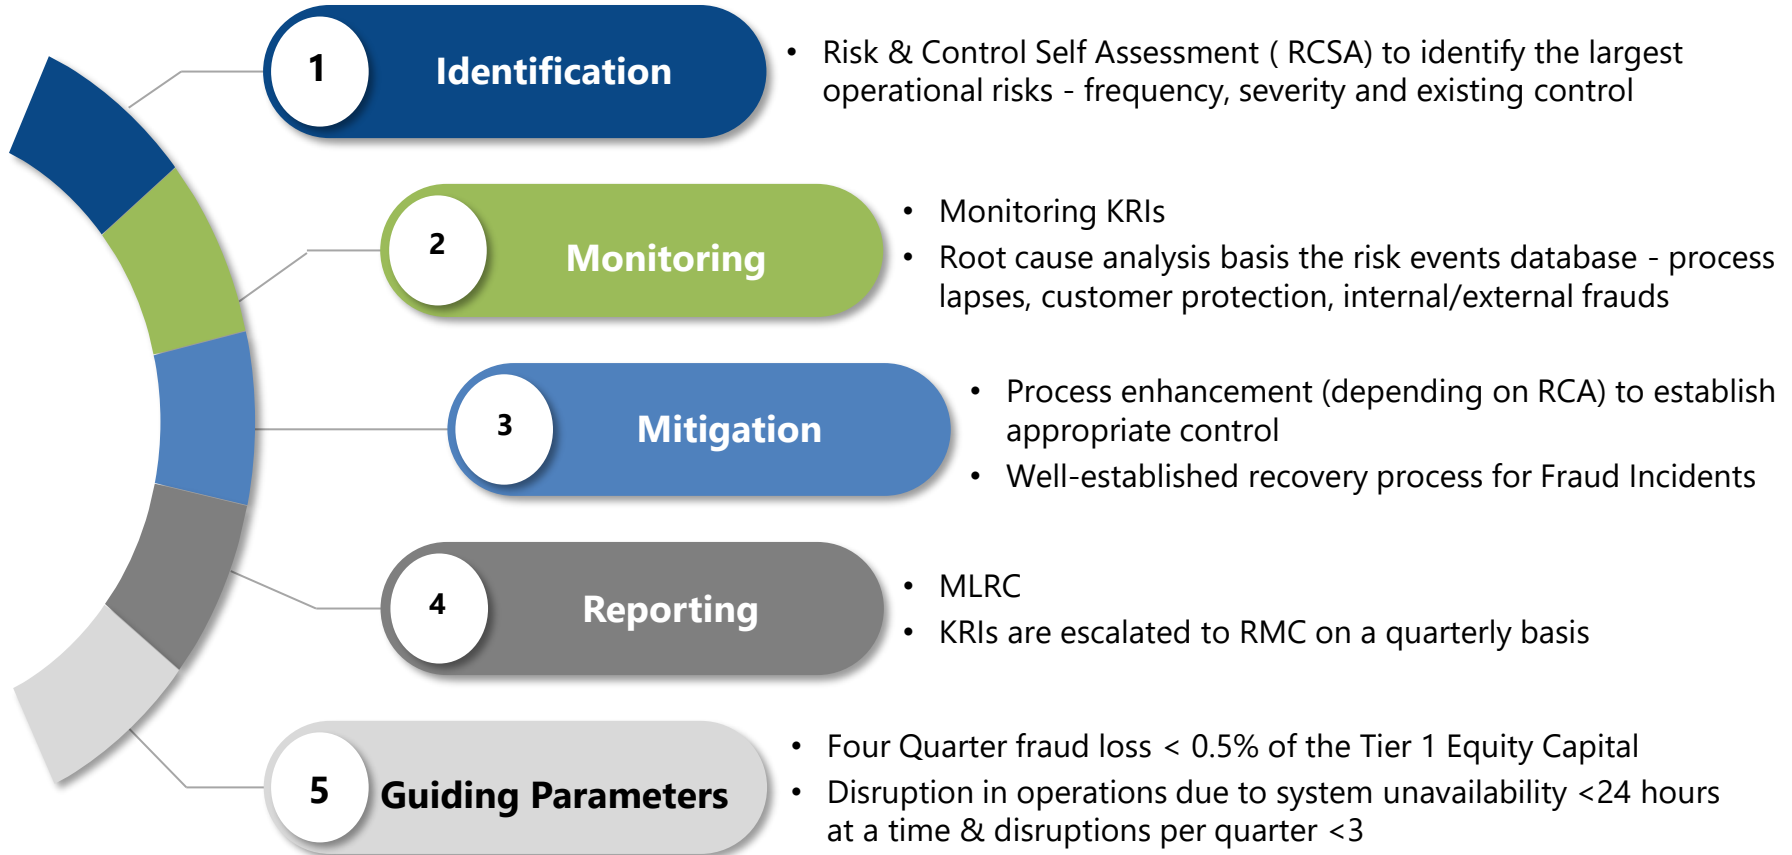 1
Identification
• Risk & Control Self Assessment ( RCSA) to identify the largest
operational risks - frequency, severity and existing control
2
Monitoring
• Monitoring KRIs
• Root cause analysis basis the risk events database - process
lapses, customer protection, internal/external frauds
3
Mitigation
• Process enhancement (depending on RCA) to establish
appropriate control
• Well-established recovery process for Fraud Incidents
4
Reporting
• MLRC
• KRIs are escalated to RMC on a quarterly basis
5
Guiding Parameters
• Four Quarter fraud loss < 0.5% of the Tier 1 Equity Capital
• Disruption in operations due to system unavailability <24 hours
at a time & disruptions per quarter <3